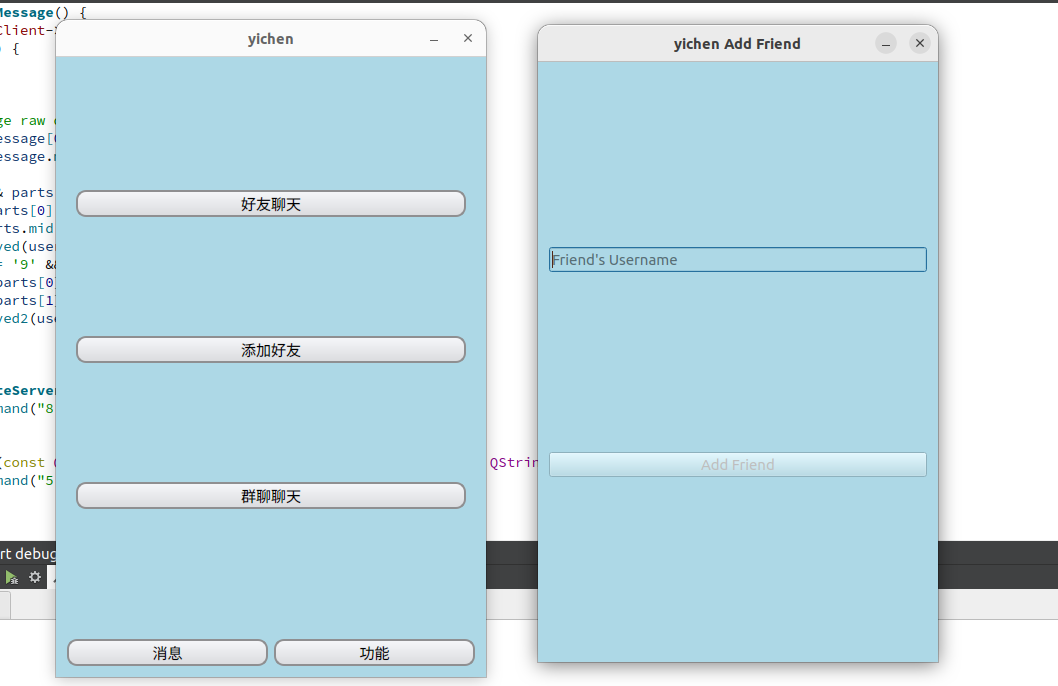 Message() {
Client-
) {
ge raw
essage[
essage.
& parts
arts[0]
rts.mid
ved(use
= '9' &&
parts[0
parts[1
ved2(us
teServer
mand("8
(const
QStrin
mand("5
rt debug
yichen
好友聊天
添加好友
群聊聊天
消息
功能
yichen Add Friend
Friend's Username
Add Friend